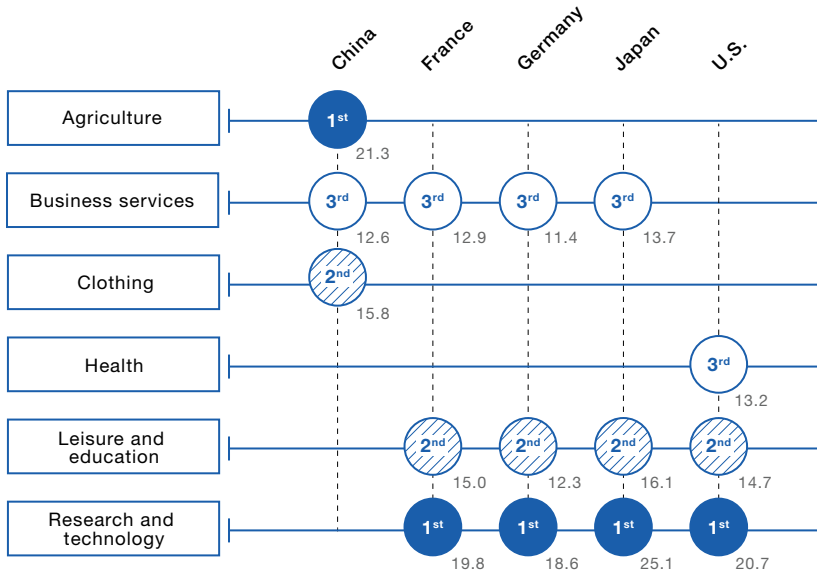 China France Germany Japan U.S.
Agriculture 1st
21.3
Business services 3rd 3rd 3rd 3rd
12.6 12.9 11.4 13.7
Clothing 2nd
15.8
Health 3rd
13.2
Leisure and
education 2nd 2nd 2nd 2nd
15.0 12.3 16.1 14.7
Research and
technology 1st 1st 1st 1st
19.8 18.6 25.1 20.7